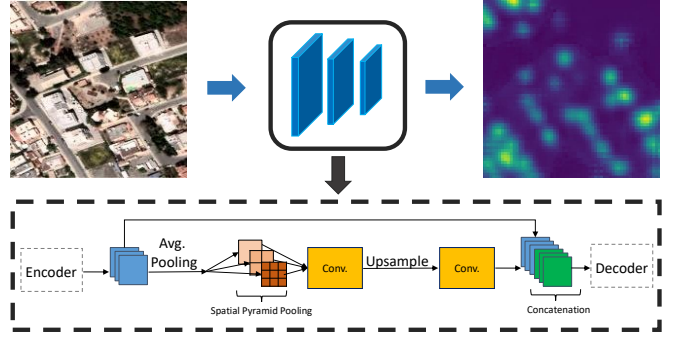 Avg.
Pooling
Encoder
Conv.
Upsample
Conv.
Decoder
Spatial Pyramid Pooling
Concatenation